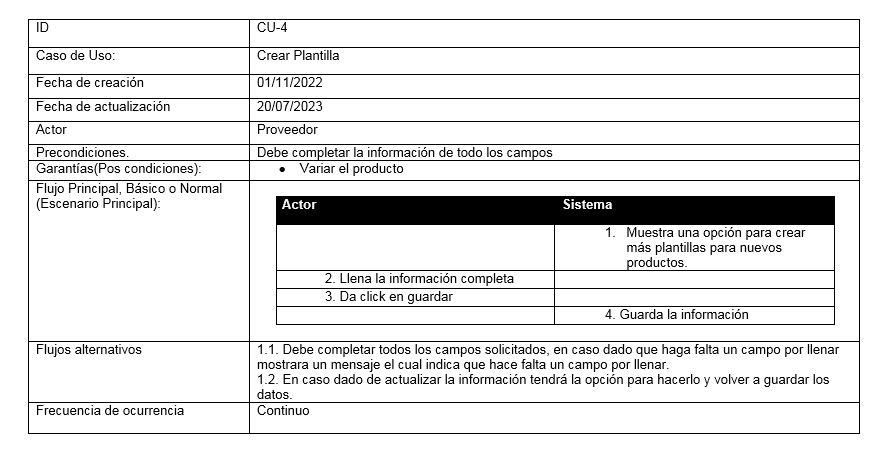 ID CU-4
Caso de Uso: Crear Plantilla
Fecha de creación 01/11/2022
Fecha de actualización 20/07/2023
Actor Proveedor
Precondiciones. Debe completar la información de todo los campos
Garantías(Pos condiciones): • Variar el producto
Flujo Principal, Básico o Normal
(Escenario Principal):
Actor Sistema
1. Muestra una opción para crear
más plantillas para nuevos
productos.
2. Llena la información completa
3. Da click en guardar
4. Guarda la información
Flujos alternativos 1.1. Debe completar todos los campos solicitados, en caso dado que haga falta un campo por llenar
mostrara un mensaje el cual indica que hace falta un campo por llenar.
1.2. En caso dado de actualizar la información tendrá la opción para hacerlo y volver a guardar los
datos.
Frecuencia de ocurrencia Continuo